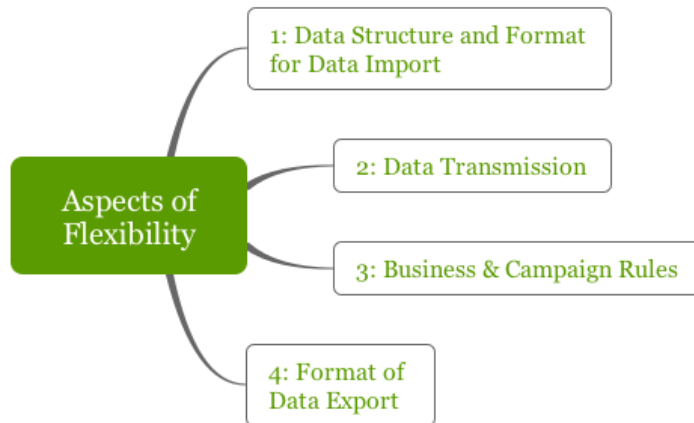 1: Data Structure and Format
for Data Import
2: Data Transmission
Aspects of
Flexibility
3: Business & Campaign Rules
4: Format of
Data Export